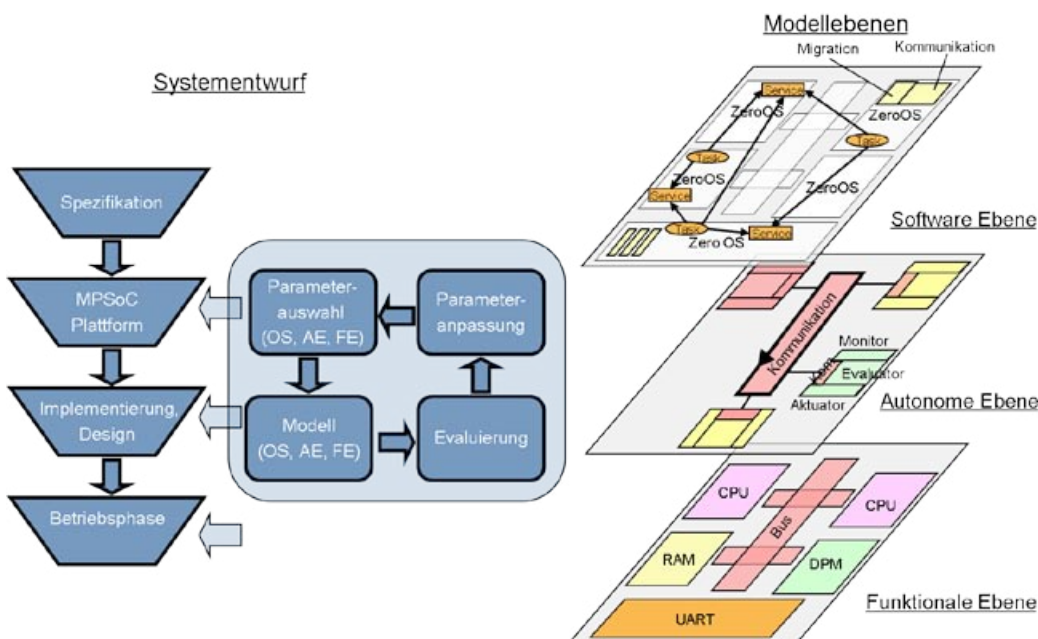 Systementwurf
Spezifikation
MPSoC
Plattform
Implementierung,
Design
Betriebsphase
Parameter-
auswahl
(OS, AE, FE)
Parameter-
anpassung
Modell
(OS, AE, FE)
Evaluierung
Modellebenen
Migration
Kommunikation
Service
ZeroOS
ZeroOS
Task
Task
ZeroOS
ZeroOS
Service
Task
Zero OS
Service
Software Ebene
Kommunikation
Monitor
Evaluator
Aktuator
Autonome Ebene
CPU
CPU
Bus
RAM
DPM
UART
Funktionale Ebene